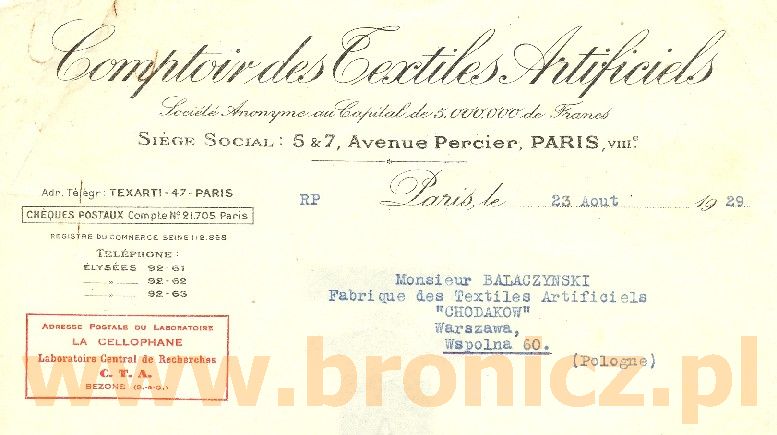 Comptoir des Textiles Artificiels
Société Anonyme au Capital de 5.000.000 de Francs
SIÈGE SOCIAL: 5 & 7, Avenue Percier, PARIS, VIIIe.
Adr. Télégr: TEXARTI-47-PARIS
RP
Paris, le 23 Aout 1929
CHÈQUES POSTAUX Compte No 21.705 Paris
REGISTRE DU COMMERCE SEINE 112.868
TÉLÉPHONE:
ÉLYSÉES 92-61
— „ — 92-62
— „ — 92-63
Monsieur BALACZYNSKI
Fabrique des Textiles Artificiels
"CHODAKOW"
Warszawa,
Wspolna 60.
(Pologne)
ADRESSE POSTALE DU LABORATOIRE
LA CELLOPHANE
Laboratoire Central de Recherches
C. T. A.
BEZONS (S.-&-O.)
www.bronicz.pl